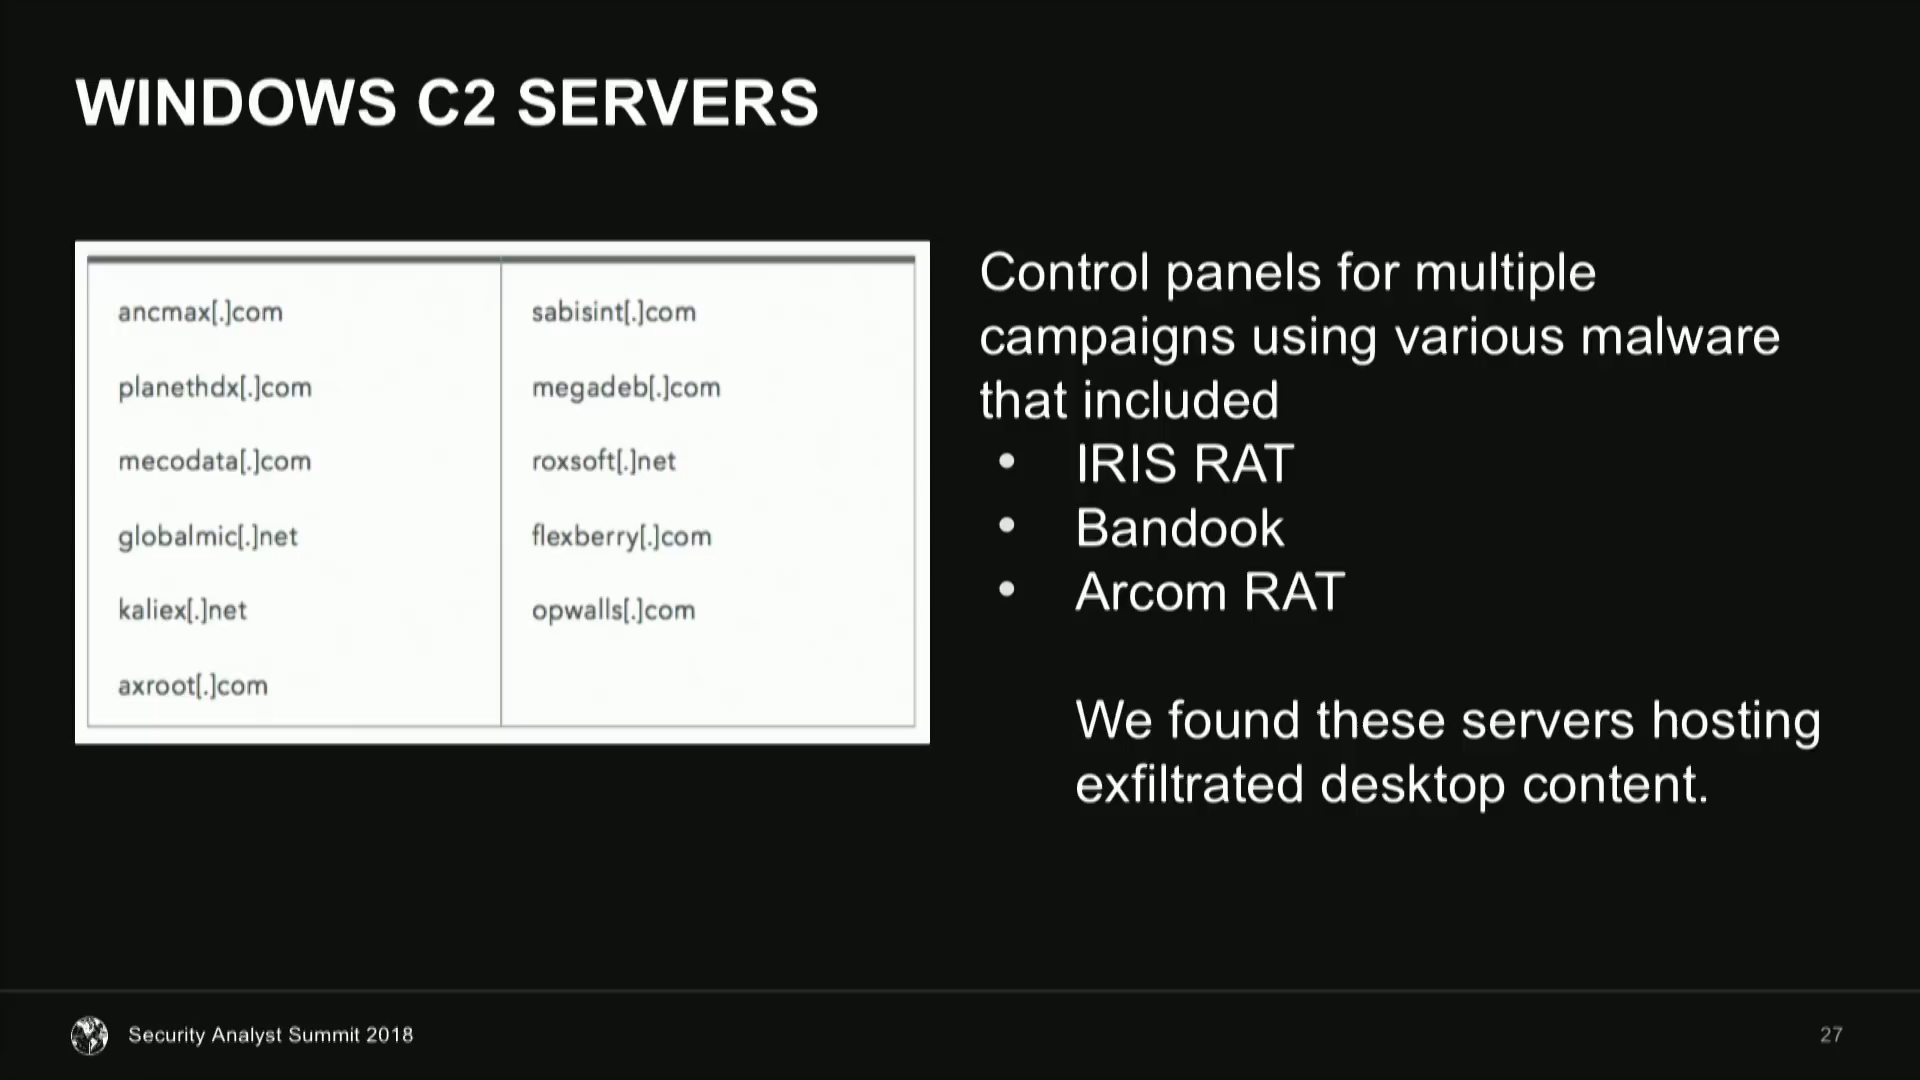 WINDOWS C2 SERVERS
ancmax[.]com
sabisint[.]com
planethdx[.]com
megadeb[.]com
mecodata[.]com
roxsoft[.]net
globalmic[.]net
flexberry[.]com
kaliex[.]net
opwalls[.]com
axroot[.]com
Control panels for multiple
campaigns using various malware
that included
• IRIS RAT
• Bandook
• Arcom RAT
We found these servers hosting
exfiltrated desktop content.
Security Analyst Summit 2018
27